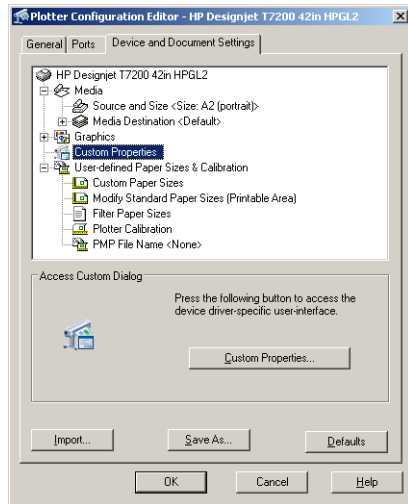 Plotter Configuration Editor - HP Designjet T7200 42in HPGL2
General Ports Device and Document Settings
HP Designjet T7200 42in HPGL2
Media
Source and Size <Size: A2 (portrait)>
Media Destination <Default>
Graphics
Custom Properties
User-defined Paper Sizes & Calibration
Custom Paper Sizes
Modify Standard Paper Sizes (Printable Area)
Filter Paper Sizes
Plotter Calibration
PMP File Name <None>
Access Custom Dialog
Press the following button to access the
device driver-specific user-interface.
Custom Properties...
Import... Save As... Defaults
OK Cancel Help